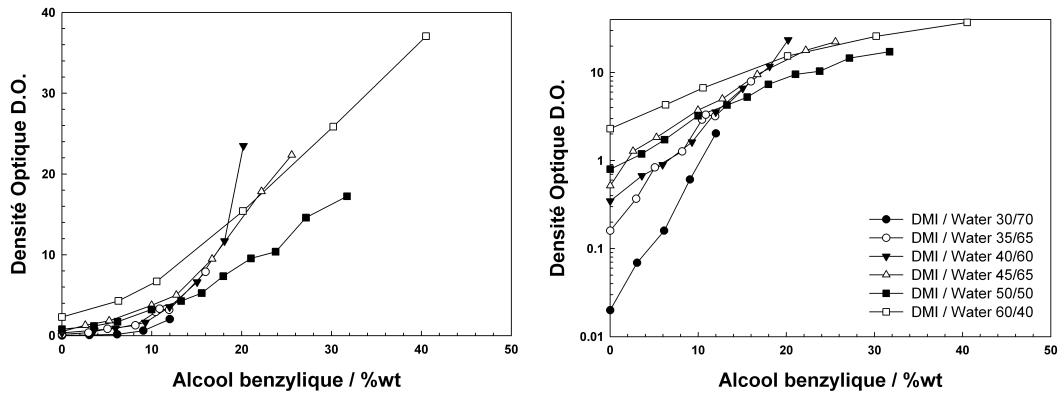 Densité Optique D.O.
40
30
20
10
0
0 10 20 30 40 50
Alcool benzylique / %wt
Densité Optique D.O.
10
1
0.1
0.01
0 10 20 30 40 50
Alcool benzylique / %wt
DMI / Water 30/70
DMI / Water 35/65
DMI / Water 40/60
DMI / Water 45/65
DMI / Water 50/50
DMI / Water 60/40